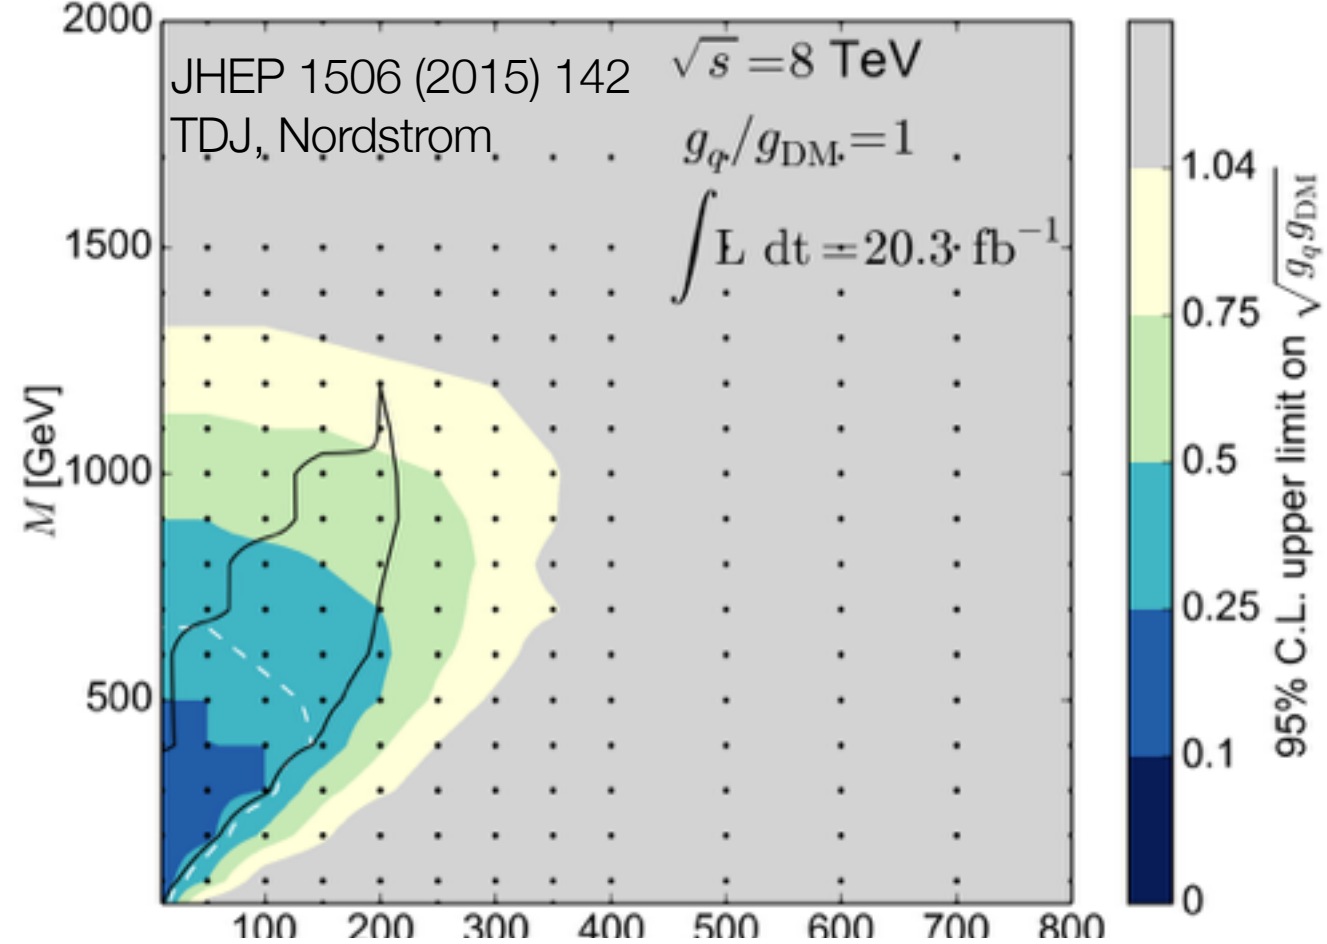 2000
JHEP 1506 (2015) 142
TDJ, Nordstrom
√s = 8 TeV
g_q/g_DM = 1
∫Ł dt = 20.3 fb⁻¹
1500
1000
500
M [GeV]
100 200 300 400 500 600 700 800
1.04
0.75
0.5
0.25
0.1
0
95% C.L. upper limit on √g_q g_DM